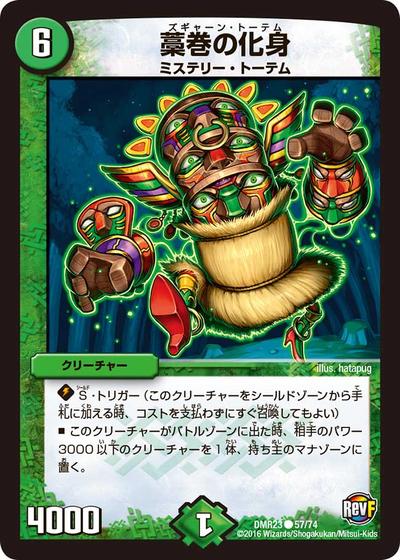 6
ズギャーン・トーテム
藁巻の化身
ミステリー・トーテム
illus. hatapug
クリーチャー
S・トリガー（このクリーチャーをシールドゾーンから手
札に加える時、コストを支払わずにすぐ召喚してもよい）
■ このクリーチャーがバトルゾーンに出た時、相手のパワー
3000以下のクリーチャーを1体、持ち主のマナゾーンに
置く。
4000
1
RevF
DMR23 ● 57/74
©2016 Wizards/Shogakukan/Mitsui-Kids